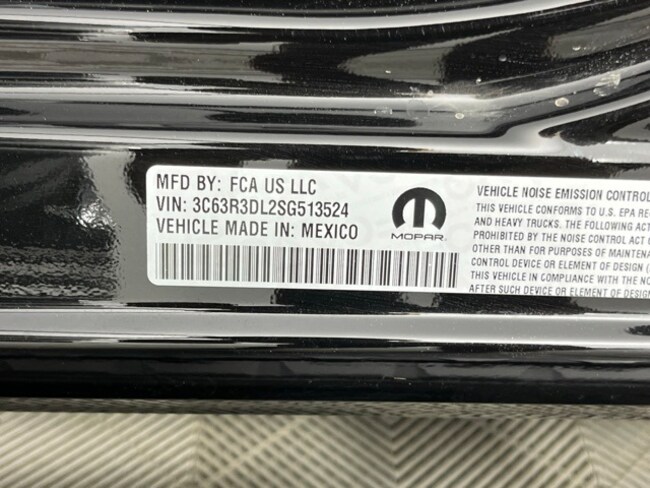 MFD BY: FCA US LLC
VIN: 3C63R3DL2SG513524
VEHICLE MADE IN: MEXICO
MOPAR
VEHICLE NOISE EMISSION CONTROL
THIS VEHICLE CONFORMS TO U.S. EPA RE
AND HEAVY TRUCKS. THE FOLLOWING ACT
PROHIBITED BY THE NOISE CONTROL ACT O
OTHER THAN FOR PURPOSES OF MAINTENA
CONTROL DEVICE OR ELEMENT OF DESIGN (
THIS VEHICLE IN COMPLIANCE WITH THE NO
AFTER SUCH DEVICE OR ELEMENT OF DESIGN